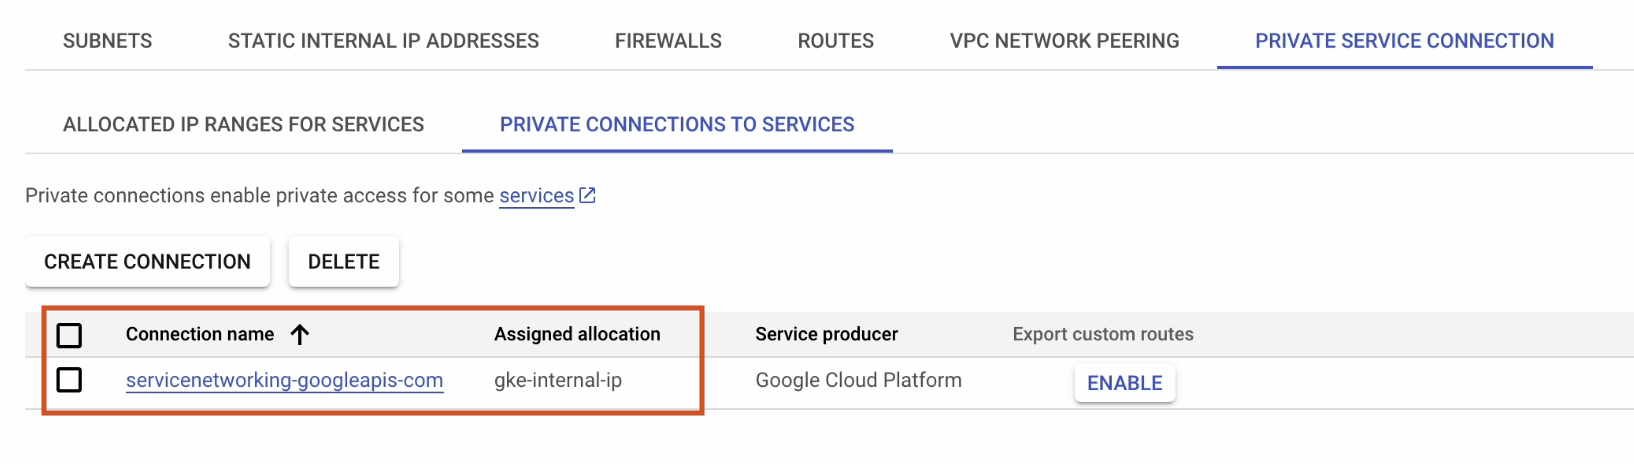 SUBNETS STATIC INTERNAL IP ADDRESSES FIREWALLS ROUTES VPC NETWORK PEERING PRIVATE SERVICE CONNECTION
ALLOCATED IP RANGES FOR SERVICES PRIVATE CONNECTIONS TO SERVICES
Private connections enable private access for some services
CREATE CONNECTION DELETE
Connection name Assigned allocation Service producer Export custom routes
servicenetworking-googleapis-com gke-internal-ip Google Cloud Platform ENABLE